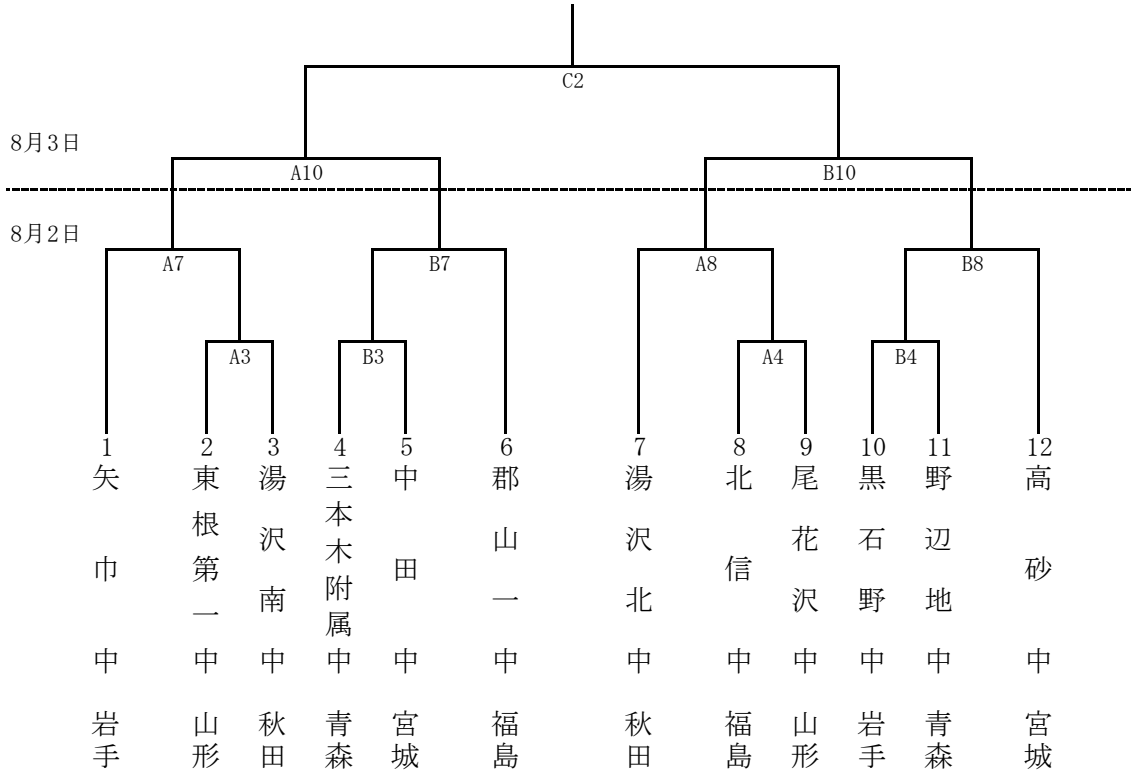 C2
8月3日
A10
B10
8月2日
A7
B7
A8
B8
A3
B3
A4
B4
1
2
3
4
5
6
7
8
9
10
11
12
矢巾中岩手
東根第一中山形
湯沢南中秋田
三本木附属中青森
中田中宮城
郡山一中福島
湯沢北中秋田
北信中福島
尾花沢中山形
黒石野中岩手
野辺地中青森
高砂中宮城